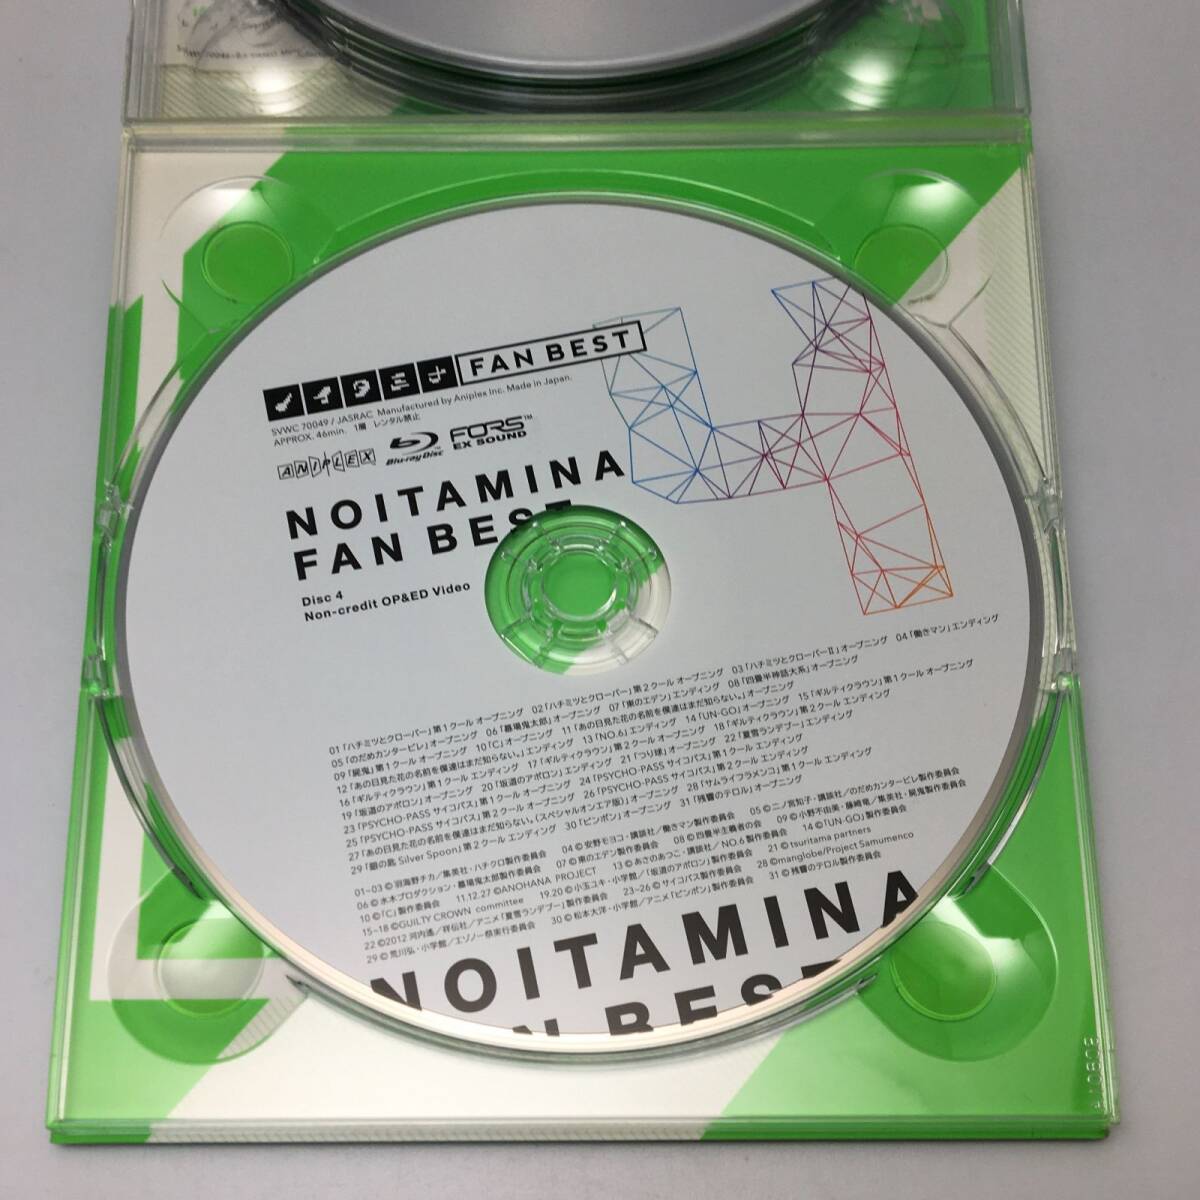 ノイタミナ FAN BEST
SVWC 70049 / JASRAC Manufactured by Aniplex Inc. Made in Japan.
APPROX. 46min. 1層 レンタル禁止
ANIPLEX Blu-ray Disc FORS EX SOUND
NOITAMINA
FAN BEST
Disc 4
Non-credit OP&ED Video
01「ハチミツとクローバー」第1クール オープニング 02「ハチミツとクローバー」第2クール オープニング 03「ハチミツとクローバーII」オープニング 04「働きマン」エンディング
05「のだめカンタービレ」オープニング 06「墓場鬼太郎」オープニング 07「東のエデン」エンディング 08「四畳半神話大系」オープニング
09「屍鬼」第1クール オープニング 10「C」オープニング 11「あの日見た花の名前を僕達はまだ知らない。」オープニング
12「あの日見た花の名前を僕達はまだ知らない。」エンディング 13「NO.6」エンディング 14「UN-GO」オープニング 15「ギルティクラウン」第1クール オープニング
16「ギルティクラウン」第1クール エンディング 17「ギルティクラウン」第2クール オープニング 18「ギルティクラウン」第2クール エンディング
19「坂道のアポロン」オープニング 20「坂道のアポロン」エンディング 21「つり球」オープニング 22「夏雪ランデブー」エンディング
23「PSYCHO-PASS サイコパス」第1クール オープニング 24「PSYCHO-PASS サイコパス」第1クール エンディング
25「PSYCHO-PASS サイコパス」第2クール オープニング 26「PSYCHO-PASS サイコパス」第2クール エンディング
27「あの日見た花の名前を僕達はまだ知らない。(スペシャルオンエア版)」オープニング 28「サムライフラメンコ」第1クール エンディング
29「銀の匙 Silver Spoon」第2クール エンディング 30「ピンポン」オープニング 31「残響のテロル」オープニング
01~03 ©羽海野チカ/集英社・ハチクロ製作委員会 04 ©安野モヨコ・講談社/働きマン製作委員会 05 ©二ノ宮知子・講談社/のだめカンタービレ製作委員会
06 ©水木プロダクション・墓場鬼太郎製作委員会 07 ©東のエデン製作委員会 08 ©四畳半主義者の会 09 ©小野不由美・藤崎竜/集英社・屍鬼製作委員会
10 ©「C」製作委員会 11.12.27 ©ANOHANA PROJECT 13 ©あさのあつこ・講談社/NO.6製作委員会 14 ©「UN-GO」製作委員会
15~18 ©GUILTY CROWN committee 19.20 ©小玉ユキ・小学館/「坂道のアポロン」製作委員会 21 ©tsuritama partners
22 ©2012 河内遙/祥伝社/アニメ「夏雪ランデブー」製作委員会 23~26 ©サイコパス製作委員会 28 ©manglobe/Project Samumenco
29 ©荒川弘・小学館/エゾノー祭実行委員会 30 ©松本大洋・小学館/アニメ「ピンポン」製作委員会 31 ©残響のテロル製作委員会
NOITAMINA
FAN BEST